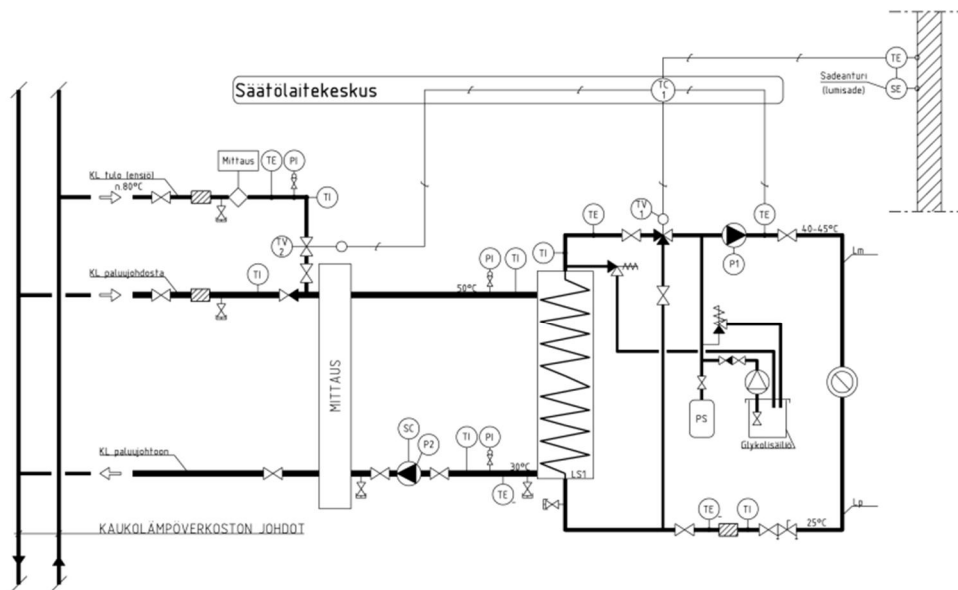 Säätölaitekeskus
TC
1
TE
Sadeanturi
(lumisade)
SE
Mittaus
TE
PI
KL tulo (ensiö)
n.80°C
TI
TV
2
TE
TV
1
TE
40-45°C
P1
Lm
TI
KL paluujohdosta
TI
50°C
PI
TI
MITTAUS
PS
Glykolisäiliö
SC
P2
TI
PI
KL paluujohtoon
30°C
LS1
TE
TE
TI
25°C
Lp
KAUKOLÄMPÖVERKOSTON JOHDOT